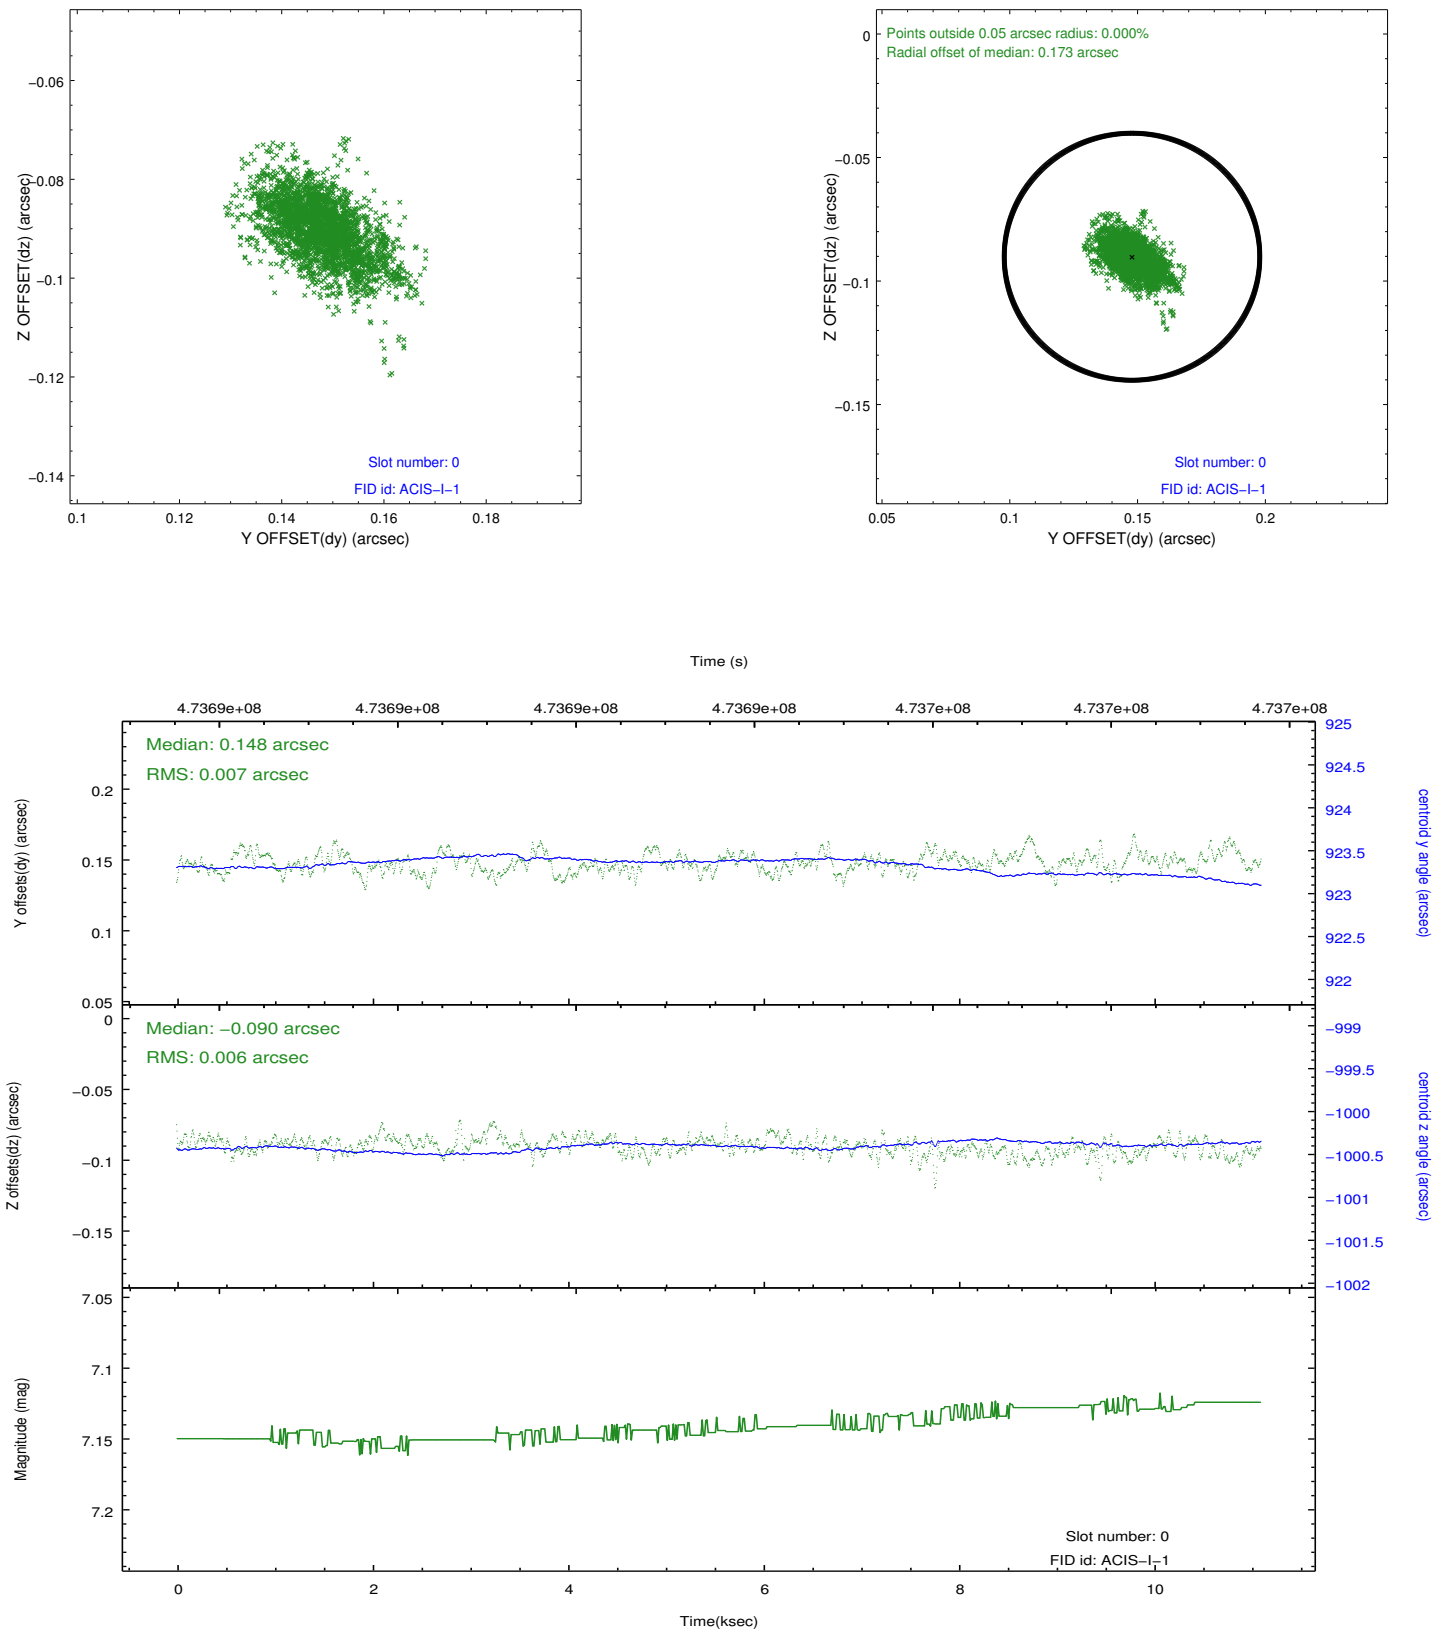 −0.06
−0.08
−0.1
−0.12
−0.14
Z OFFSET(dz) (arcsec)
0.1 0.12 0.14 0.16 0.18
Y OFFSET(dy) (arcsec)
Slot number: 0
FID id: ACIS−I−1
Points outside 0.05 arcsec radius: 0.000%
Radial offset of median: 0.173 arcsec
0
−0.05
−0.1
−0.15
Z OFFSET(dz) (arcsec)
Slot number: 0
FID id: ACIS−I−1
0.05 0.1 0.15 0.2
Y OFFSET(dy) (arcsec)
Time (s)
4.7369e+08 4.7369e+08 4.7369e+08 4.7369e+08 4.737e+08 4.737e+08 4.737e+08
Median: 0.148 arcsec
RMS: 0.007 arcsec
0.2
0.15
0.1
0.05
Y offsets(dy) (arcsec)
925
924.5
924
923.5
923
922.5
922
centroid y angle (arcsec)
Median: −0.090 arcsec
RMS: 0.006 arcsec
0
−0.05
−0.1
−0.15
Z offsets(dz) (arcsec)
−999
−999.5
−1000
−1000.5
−1001
−1001.5
−1002
centroid z angle (arcsec)
7.05
7.1
7.15
7.2
Magnitude (mag)
Slot number: 0
FID id: ACIS−I−1
0 2 4 6 8 10
Time(ksec)